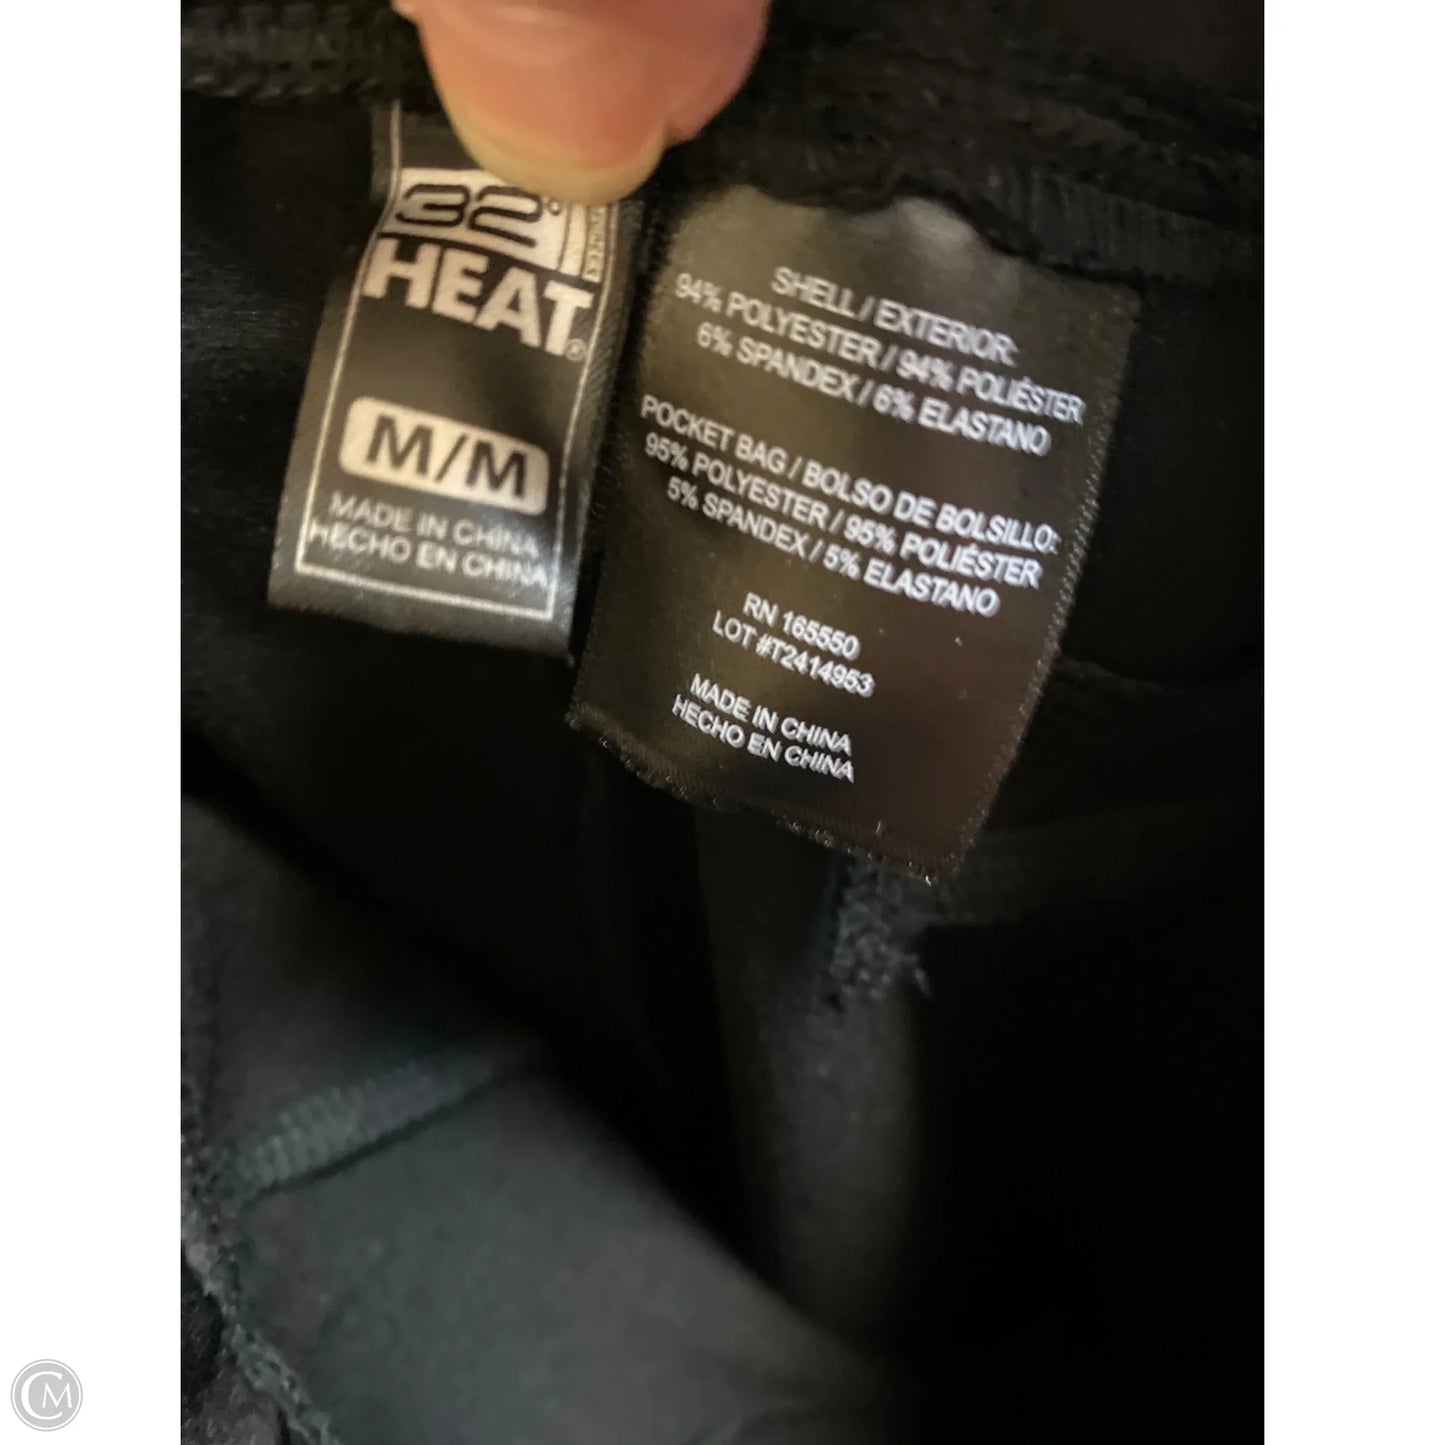 32°
HEAT®
M/M
MADE IN CHINA
HECHO EN CHINA
SHELL / EXTERIOR:
94% POLYESTER / 94% POLIÉSTER
6% SPANDEX / 6% ELASTANO
POCKET BAG / BOLSO DE BOLSILLO:
95% POLYESTER / 95% POLIÉSTER
5% SPANDEX / 5% ELASTANO
RN 165550
LOT #T2414953
MADE IN CHINA
HECHO EN CHINA
CM